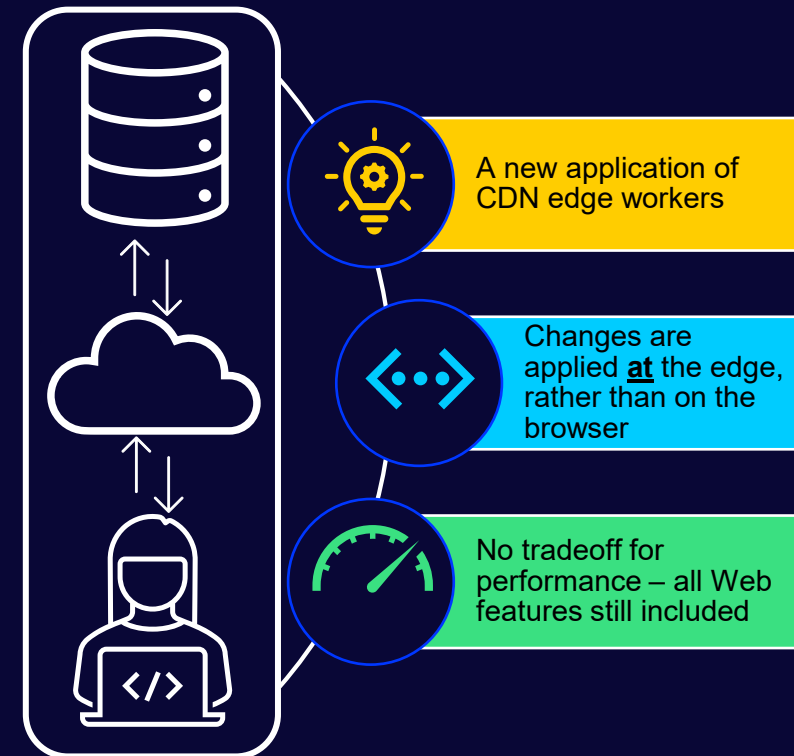 A new application of
CDN edge workers
Changes are
applied at the edge,
rather than on the
browser
No tradeoff for
performance – all Web
features still included
</>